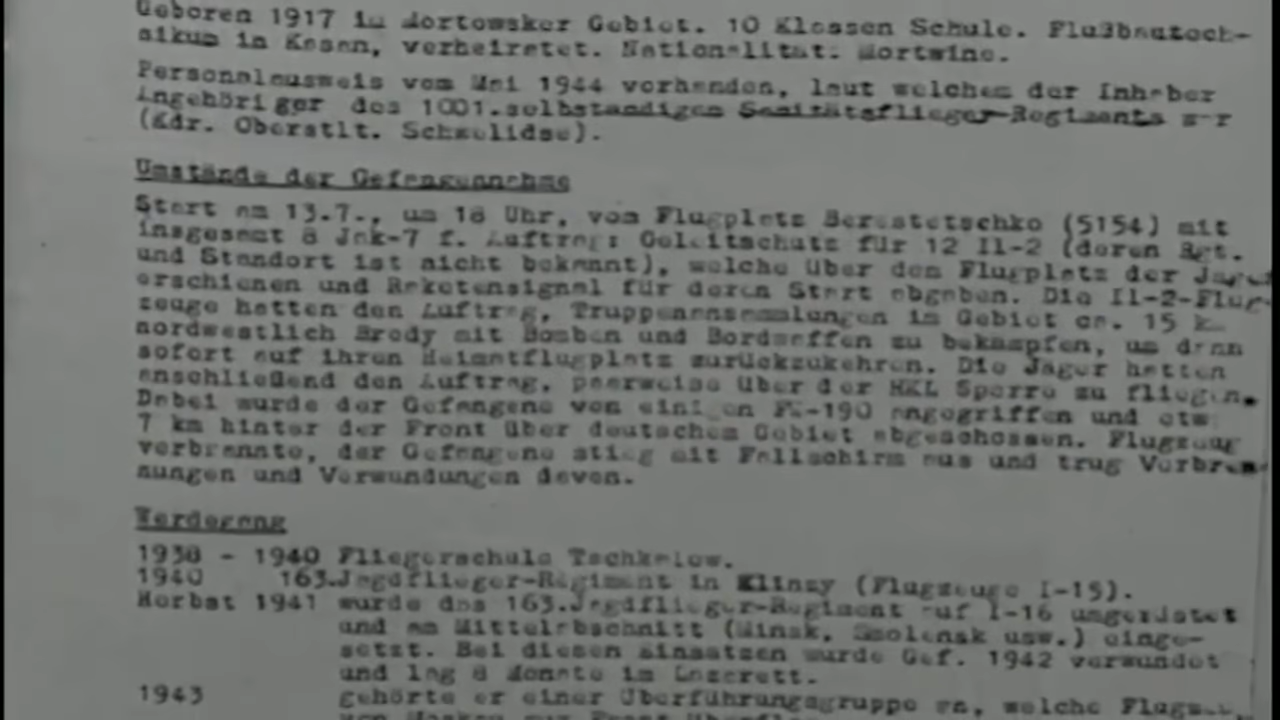 Geboren 1917 im Mortowsker Gebiet. 10 Klassen Schule. Flußbautech-
nikum in Kasan, verheiratet. Nationalität: Mortwine.
Personalausweis vom Mai 1944 vorhanden, laut welchem der Inhaber
Angehöriger des 1001.selbständigen Sanitätsflieger-Regiments war
(Kdr. Oberstlt. Schmelidse).
Umstände der Gefangennahme
Start am 13.7., um 18 Uhr, vom Flugplatz Berestetschko (5154) mit
insgesamt 8 Jak-7 f. Auftrag: Geleitschutz für 12 Il-2 (deren Rgt.
und Standort ist nicht bekannt), welche über dem Flugplatz der Jäger
erschienen und Raketensignal für deren Start abgaben. Die Il-2-Flug-
zeuge hatten den Auftrag, Truppenansammlungen im Gebiet ca. 15 k
nordwestlich Brody mit Bomben und Bordwaffen zu bekämpfen, um dann
sofort auf ihren Heimatflugplatz zurückzukehren. Die Jäger hatten
anschließend den Auftrag, paarweise über der HKL Sperre zu fliegen.
Dabei wurde der Gefangene von einigen FW-190 angegriffen und etw
7 km hinter der Front über deutschem Gebiet abgeschossen. Flugzeug
verbrannte, der Gefangene stieg mit Fallschirm aus und trug Verbren-
nungen und Verwundungen davon.
Werdegang
1938 - 1940 Fliegerschule Tschkalow.
1940 163.Jagdflieger-Regiment in Klinzy (Flugzeuge I-15).
Herbst 1941 wurde das 163.Jagdflieger-Regiment auf I-16 umgerüstet
und am Mittelabschnitt (Minsk, Smolensk usw.) einge-
setzt. Bei diesen Einsätzen wurde Gef. 1942 verwundet
und lag 8 Monate im Lazarett.
1943 gehörte er einer Überführungsgruppe an, welche Flugz
von Moskau zur Front